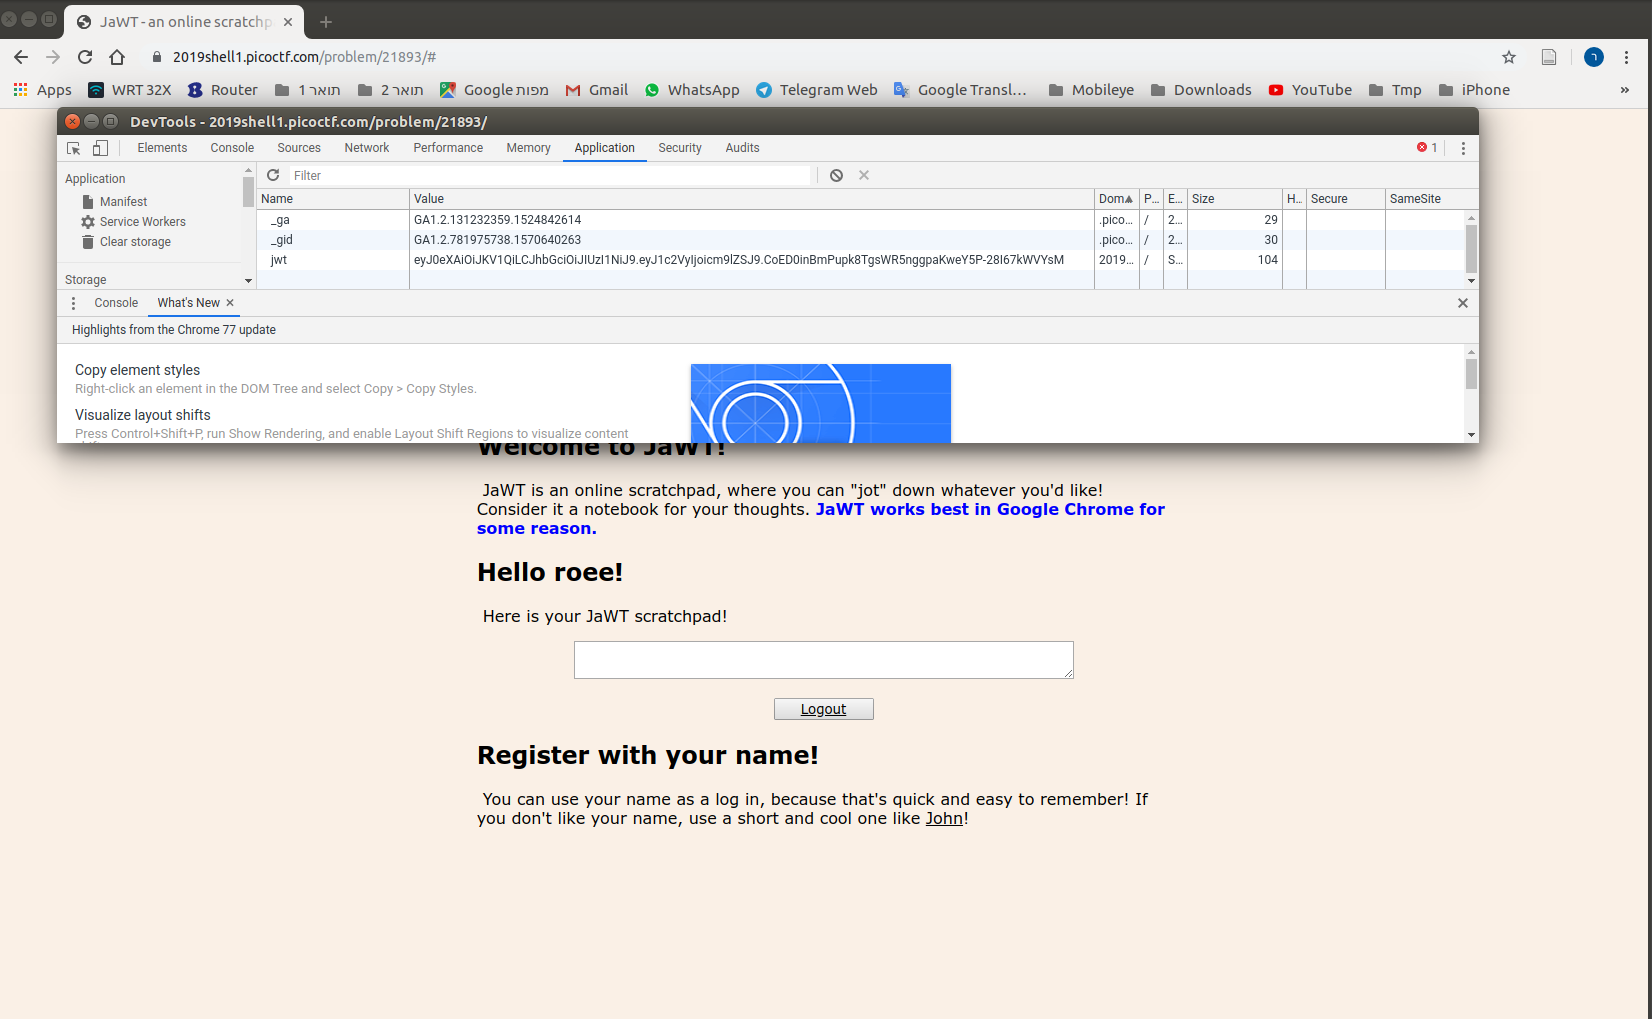 JaWT - an online scratchp
2019shell1.picoctf.com/problem/21893/#
ר
Apps WRT 32X Router תואר 1 תואר 2 Google מפות Gmail WhatsApp Telegram Web Google Transl... Mobileye Downloads YouTube Tmp iPhone »
DevTools - 2019shell1.picoctf.com/problem/21893/
Elements Console Sources Network Performance Memory Application Security Audits 1
Application
Filter
Manifest
Service Workers
Clear storage
Storage
Name Value Dom P... E... Size H... Secure SameSite
_ga GA1.2.131232359.1524842614 .pico... / 2... 29
_gid GA1.2.781975738.1570640263 .pico... / 2... 30
jwt eyJ0eXAiOiJKV1QiLCJhbGciOiJIUzI1NiJ9.eyJ1c2VyIjoicm9lZSJ9.CoED0inBmPupk8TgsWR5nggpaKweY5P-28I67kWVYsM 2019... / S... 104
Console What's New
Highlights from the Chrome 77 update
Copy element styles
Right-click an element in the DOM Tree and select Copy > Copy Styles.
Visualize layout shifts
Press Control+Shift+P, run Show Rendering, and enable Layout Shift Regions to visualize content
Welcome to JaWT!
JaWT is an online scratchpad, where you can "jot" down whatever you'd like!
Consider it a notebook for your thoughts. JaWT works best in Google Chrome for
some reason.
Hello roee!
Here is your JaWT scratchpad!
Logout
Register with your name!
You can use your name as a log in, because that's quick and easy to remember! If
you don't like your name, use a short and cool one like John!